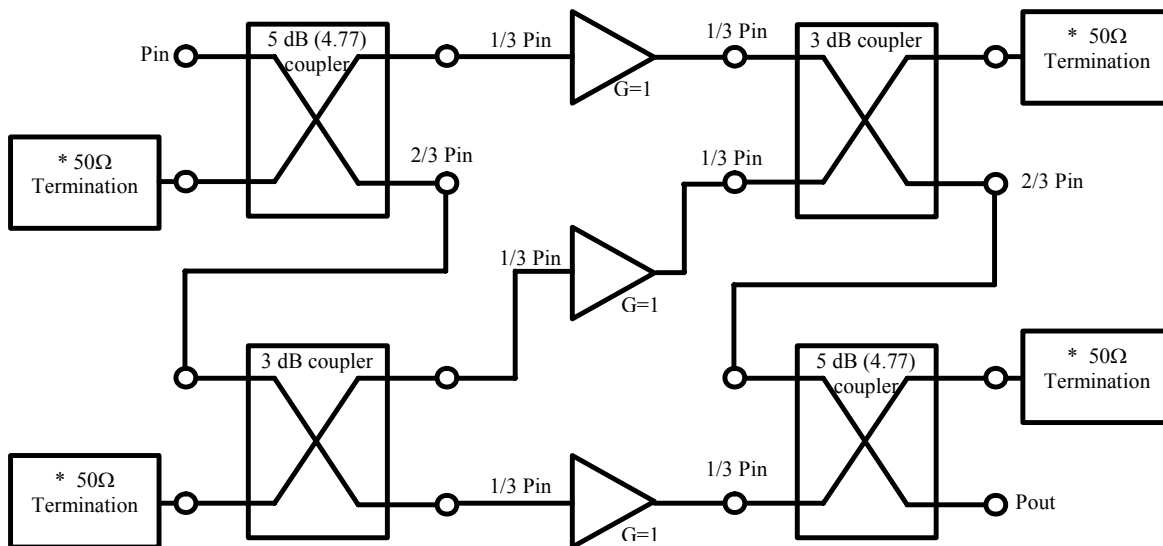 Pin
5 dB (4.77)
coupler
1/3 Pin
G=1
1/3 Pin
3 dB coupler
* 50Ω
Termination
* 50Ω
Termination
2/3 Pin
1/3 Pin
2/3 Pin
1/3 Pin
G=1
3 dB coupler
5 dB (4.77)
coupler
* 50Ω
Termination
* 50Ω
Termination
1/3 Pin
G=1
1/3 Pin
Pout